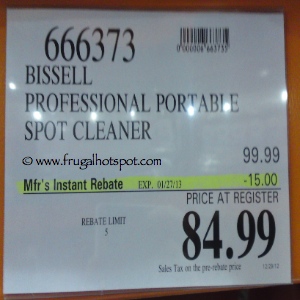 666373
0000006663733
BISSELL
PROFESSIONAL PORTABLE
SPOT CLEANER
www.frugalhotspot.com
99.99
Mfr's Instant Rebate EXP. 01/27/13 -15.00
PRICE AT REGISTER
REBATE LIMIT
5
84.99
Sales Tax on the pre-rebate price